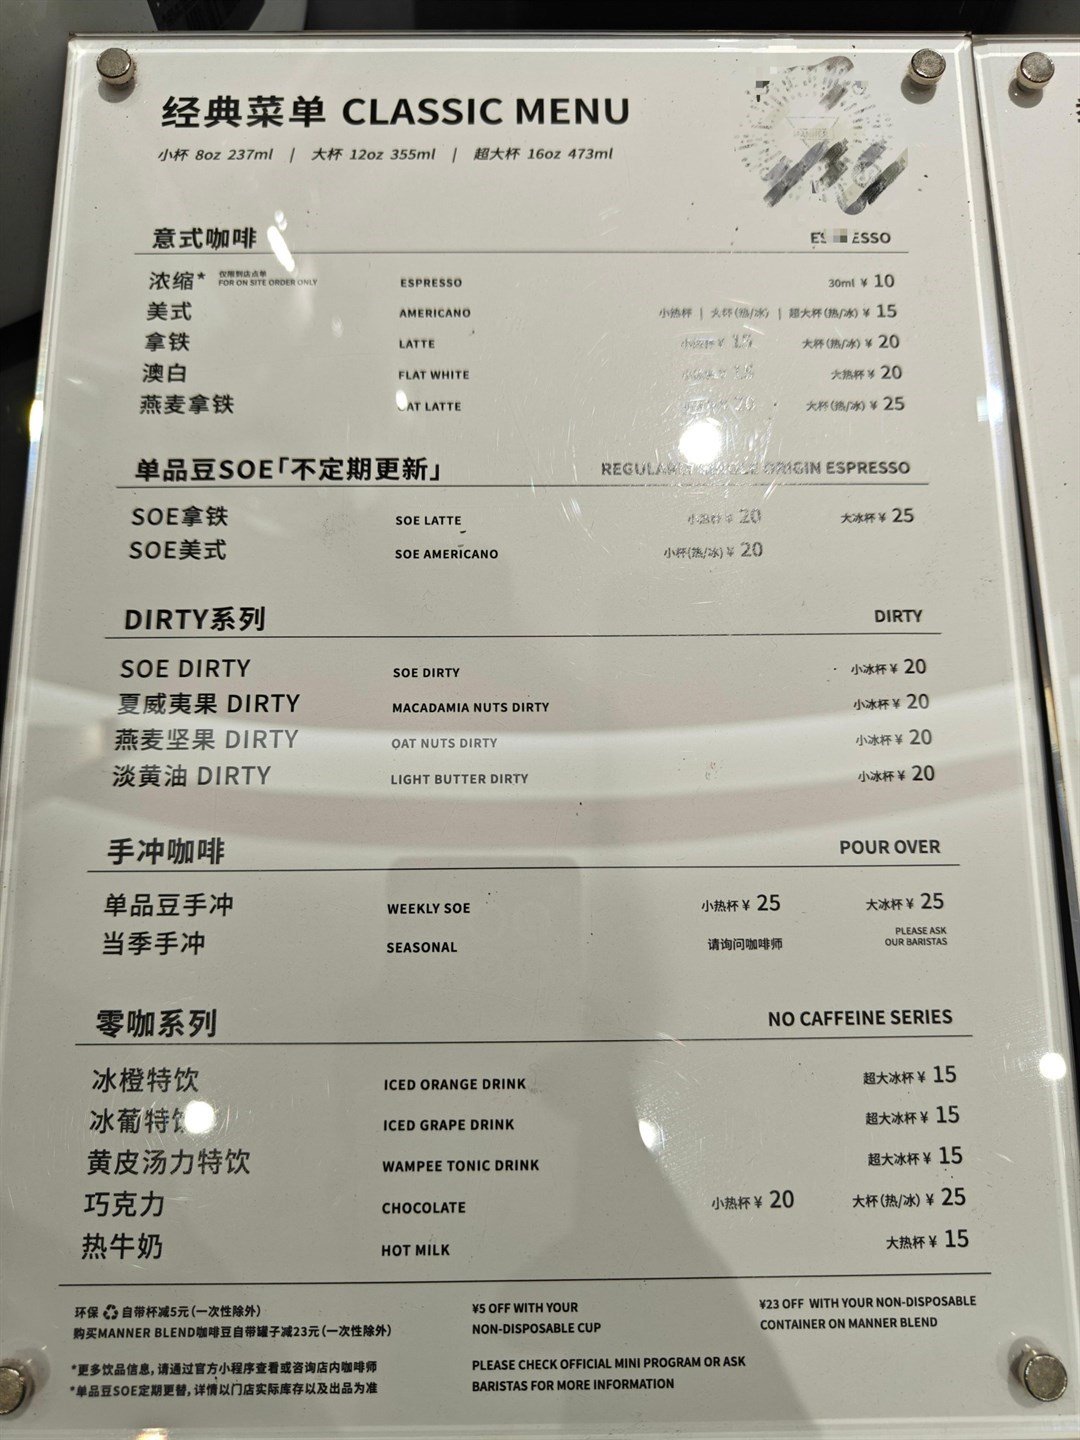 经典菜单 CLASSIC MENU
小杯 8oz 237ml | 大杯 12oz 355ml | 超大杯 16oz 473ml
意式咖啡 ESSO
浓缩* 仅限到店点单 FOR ON SITE ORDER ONLY ESPRESSO 30ml ¥ 10
美式 AMERICANO 小热杯 | 大杯(热/冰) | 超大杯(热/冰) ¥ 15
拿铁 LATTE 小热杯 ¥ 15 大杯(热/冰) ¥ 20
澳白 FLAT WHITE ¥ 15 大热杯 ¥ 20
燕麦拿铁 OAT LATTE ¥ 20 大杯(热/冰) ¥ 25
单品豆SOE「不定期更新」 ORIGIN ESPRESSO
SOE拿铁 SOE LATTE 小热杯 ¥ 20 大冰杯 ¥ 25
SOE美式 SOE AMERICANO 小杯(热/冰) ¥ 20
DIRTY系列 DIRTY
SOE DIRTY SOE DIRTY 小冰杯 ¥ 20
夏威夷果 DIRTY MACADAMIA NUTS DIRTY 小冰杯 ¥ 20
燕麦坚果 DIRTY OAT NUTS DIRTY 小冰杯 ¥ 20
淡黄油 DIRTY LIGHT BUTTER DIRTY 小冰杯 ¥ 20
手冲咖啡 POUR OVER
单品豆手冲 WEEKLY SOE 小热杯 ¥ 25 大冰杯 ¥ 25
当季手冲 SEASONAL 请询问咖啡师 PLEASE ASK OUR BARISTAS
零咖系列 NO CAFFEINE SERIES
冰橙特饮 ICED ORANGE DRINK 超大冰杯 ¥ 15
冰葡特饮 ICED GRAPE DRINK 超大冰杯 ¥ 15
黄皮汤力特饮 WAMPEE TONIC DRINK 超大冰杯 ¥ 15
巧克力 CHOCOLATE 小热杯 ¥ 20 大杯(热/冰) ¥ 25
热牛奶 HOT MILK 大热杯 ¥ 15
环保 自带杯减5元(一次性除外) ¥5 OFF WITH YOUR ¥23 OFF WITH YOUR NON-DISPOSABLE
购买MANNER BLEND咖啡豆自带罐子减23元(一次性除外) NON-DISPOSABLE CUP CONTAINER ON MANNER BLEND
*更多饮品信息,请通过官方小程序查看或咨询店内咖啡师 PLEASE CHECK OFFICIAL MINI PROGRAM OR ASK
*单品豆SOE定期更替,详情以门店实际库存以及出品为准 BARISTAS FOR MORE INFORMATION